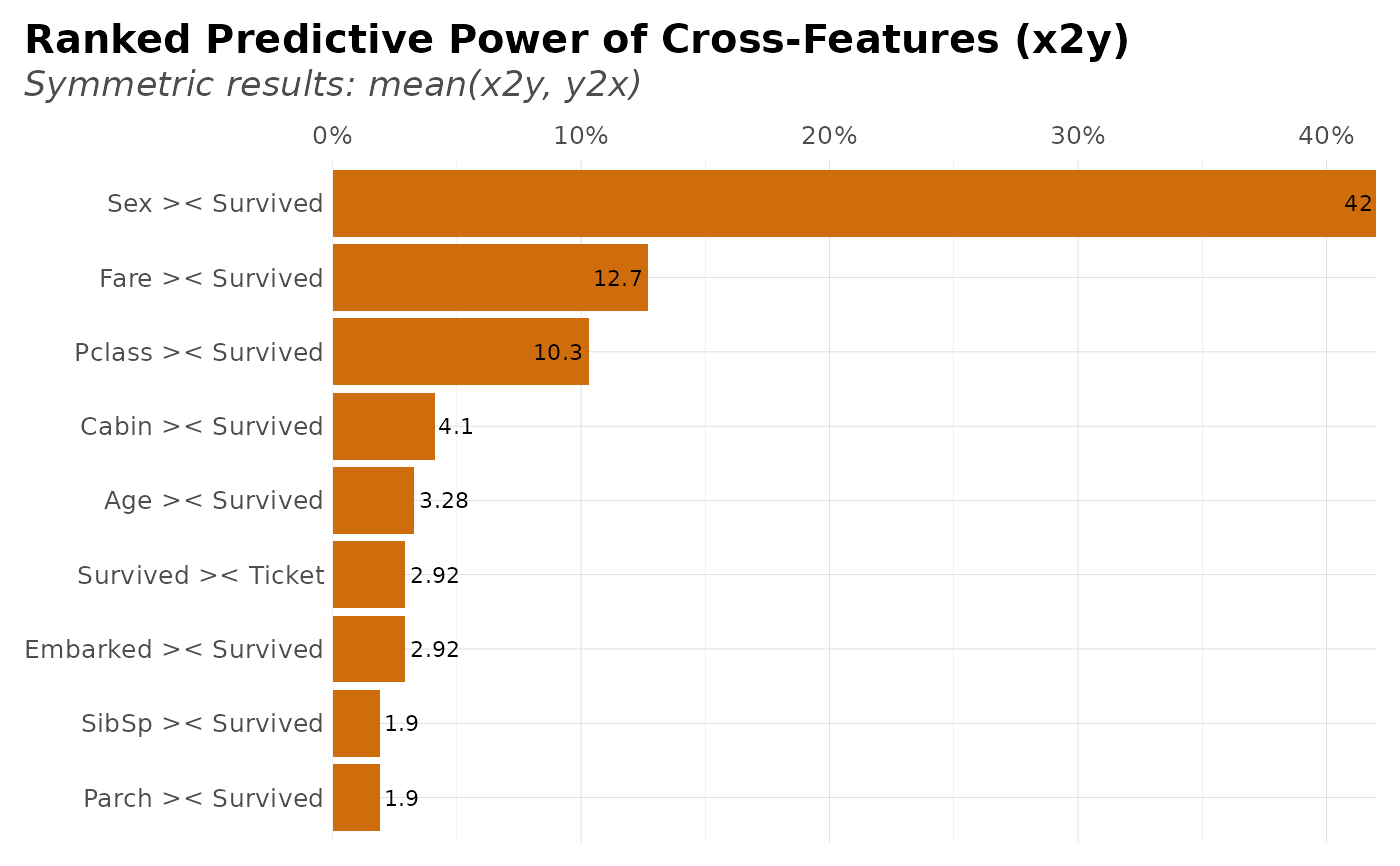 Ranked Predictive Power of Cross-Features (x2y)
Symmetric results: mean(x2y, y2x)
0% 10% 20% 30% 40%
Sex >< Survived 42
Fare >< Survived 12.7
Pclass >< Survived 10.3
Cabin >< Survived 4.1
Age >< Survived 3.28
Survived >< Ticket 2.92
Embarked >< Survived 2.92
SibSp >< Survived 1.9
Parch >< Survived 1.9